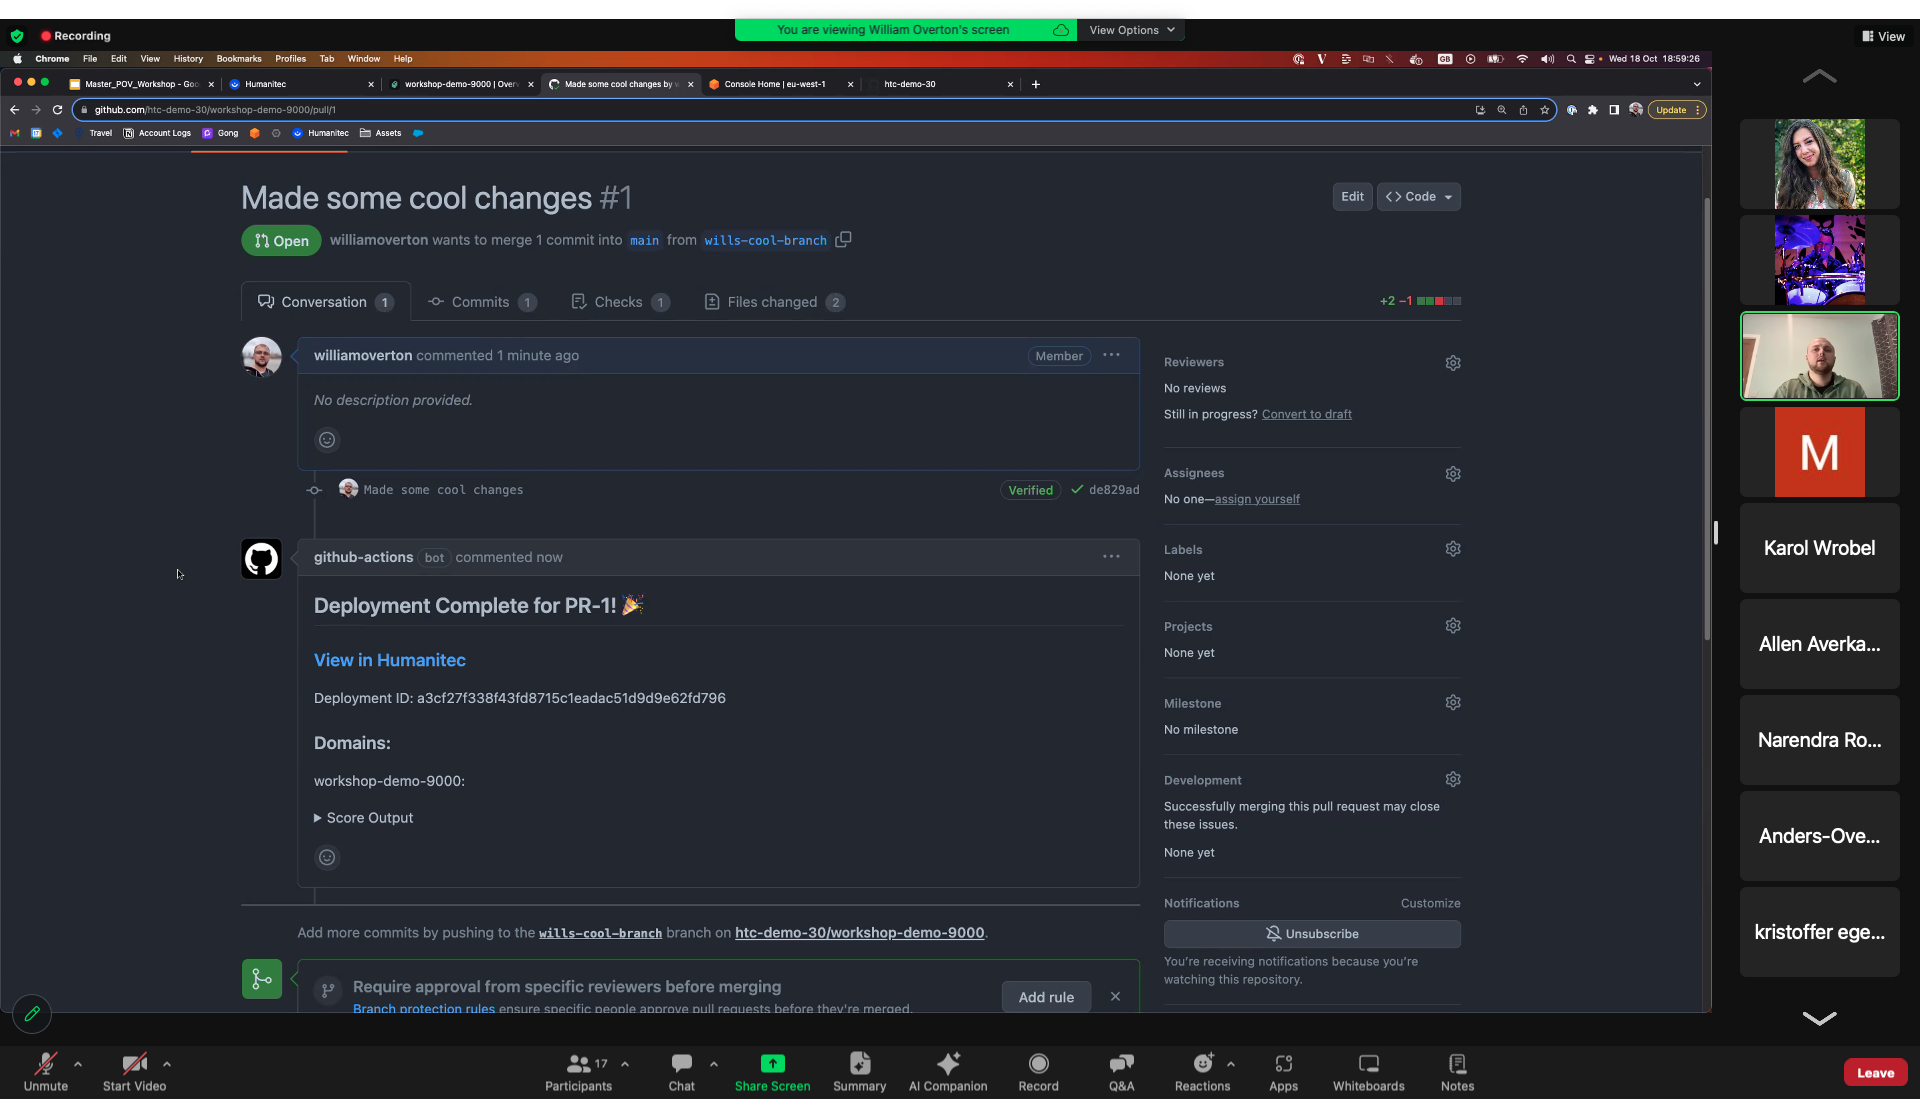 Recording
You are viewing William Overton's screen
View Options
View
Chrome File Edit View History Bookmarks Profiles Tab Window Help
GB
Wed 18 Oct 18:59:26
Master_POV_Workshop - Goo
Humanitec
workshop-demo-9000 | Over
Made some cool changes by w
Console Home | eu-west-1
htc-demo-30
github.com/htc-demo-30/workshop-demo-9000/pull/1
Update
Travel
Account Logs
Gong
Humanitec
Assets
Made some cool changes #1
Edit
<> Code
Open
williamoverton wants to merge 1 commit into main from wills-cool-branch
Conversation 1
Commits 1
Checks 1
Files changed 2
+2 −1
williamoverton commented 1 minute ago
Member
No description provided.
Made some cool changes
Verified
de829ad
github-actions bot commented now
Deployment Complete for PR-1! 🎉
View in Humanitec
Deployment ID: a3cf27f338f43fd8715c1eadac51d9d9e62fd796
Domains:
workshop-demo-9000:
Score Output
Add more commits by pushing to the wills-cool-branch branch on htc-demo-30/workshop-demo-9000.
Require approval from specific reviewers before merging
Branch protection rules ensure specific people approve pull requests before they're merged.
Add rule
Reviewers
No reviews
Still in progress? Convert to draft
Assignees
No one—assign yourself
Labels
None yet
Projects
None yet
Milestone
No milestone
Development
Successfully merging this pull request may close
these issues.
None yet
Notifications
Customize
Unsubscribe
You're receiving notifications because you're
watching this repository.
M
Karol Wrobel
Allen Averka...
Narendra Ro...
Anders-Ove...
kristoffer ege...
Unmute
Start Video
17
Participants
Chat
Share Screen
Summary
AI Companion
Record
Q&A
Reactions
Apps
Whiteboards
Notes
Leave